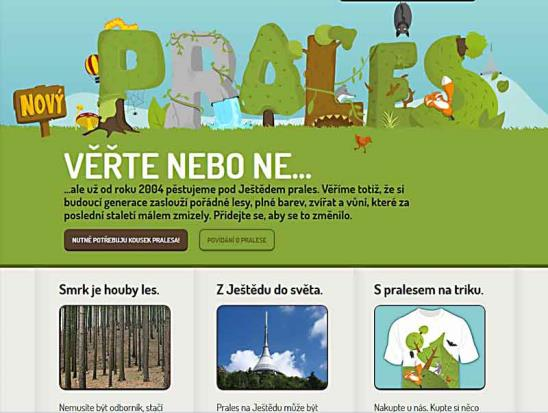 NOVÝ
PRALES
VĚŘTE NEBO NE...
...ale už od roku 2004 pěstujeme pod Ještědem prales. Věříme totiž, že si
budoucí generace zaslouží pořádné lesy, plné barev, zvířat a vůní, které za
poslední staletí málem zmizely. Přidejte se, aby se to změnilo.
NUTNĚ POTŘEBUJU KOUSEK PRALESA!
POVÍDÁNÍ O PRALESE
Smrk je houby les.
Z Ještědu do světa.
S pralesem na triku.
Nemusíte být odborník, stačí
Prales na Ještědu může být
Nakupte u nás. Kupte si něco